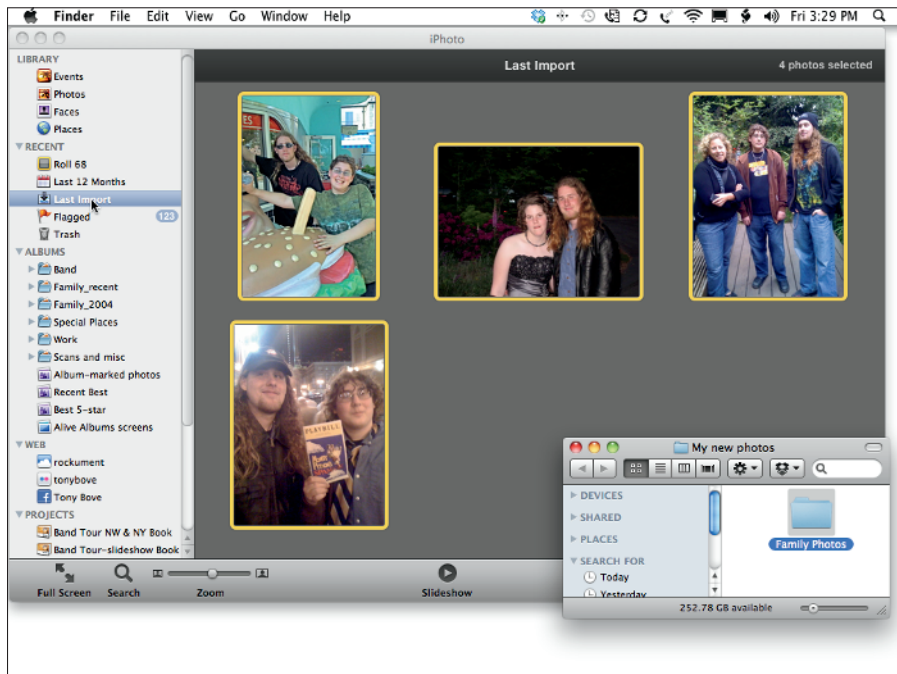 Finder File Edit View Go Window Help Fri 3:29 PM
iPhoto
LIBRARY
Events
Photos
Faces
Places
RECENT
Roll 68
Last 12 Months
Last Import
Flagged 123
Trash
ALBUMS
Band
Family_recent
Family_2004
Special Places
Work
Scans and misc
Album-marked photos
Recent Best
Best 5-star
Alive Albums screens
WEB
rockument
tonybove
Tony Bove
PROJECTS
Band Tour NW & NY Book
Band Tour-slideshow Book
Last Import 4 photos selected
PLAYBILL
Full Screen Search Zoom Slideshow
My new photos
DEVICES
SHARED
PLACES
SEARCH FOR
Today
Yesterday
Family Photos
252.78 GB available